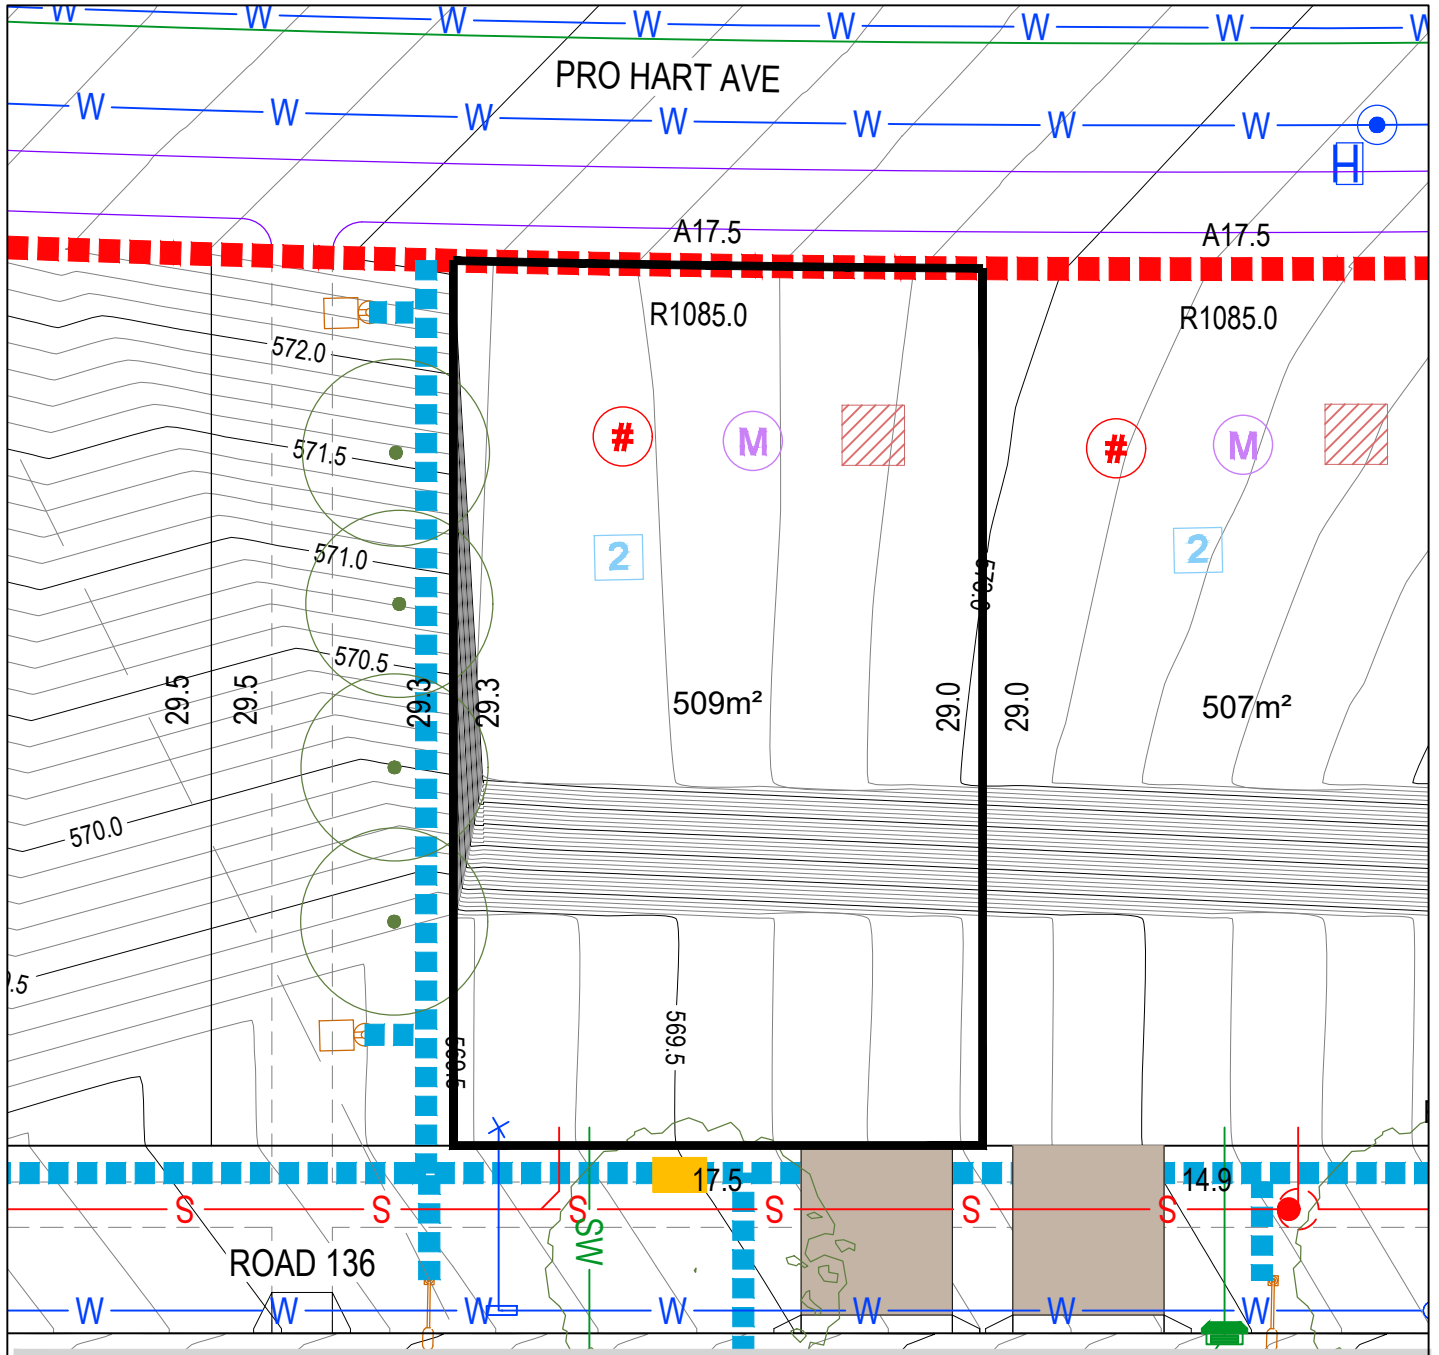 W W W W W W W W
PRO HART AVE
W W W W W W W
H
A17.5 A17.5
R1085.0 R1085.0
572.0
# M # M
571.5
2 2
571.0
570.5
29.5 29.5 29.3 29.3 29.0 29.0
509m² 507m²
570.0
569.5
569.5
17.5 14.9
S S S S S S
SW
ROAD 136
W W W W W W W